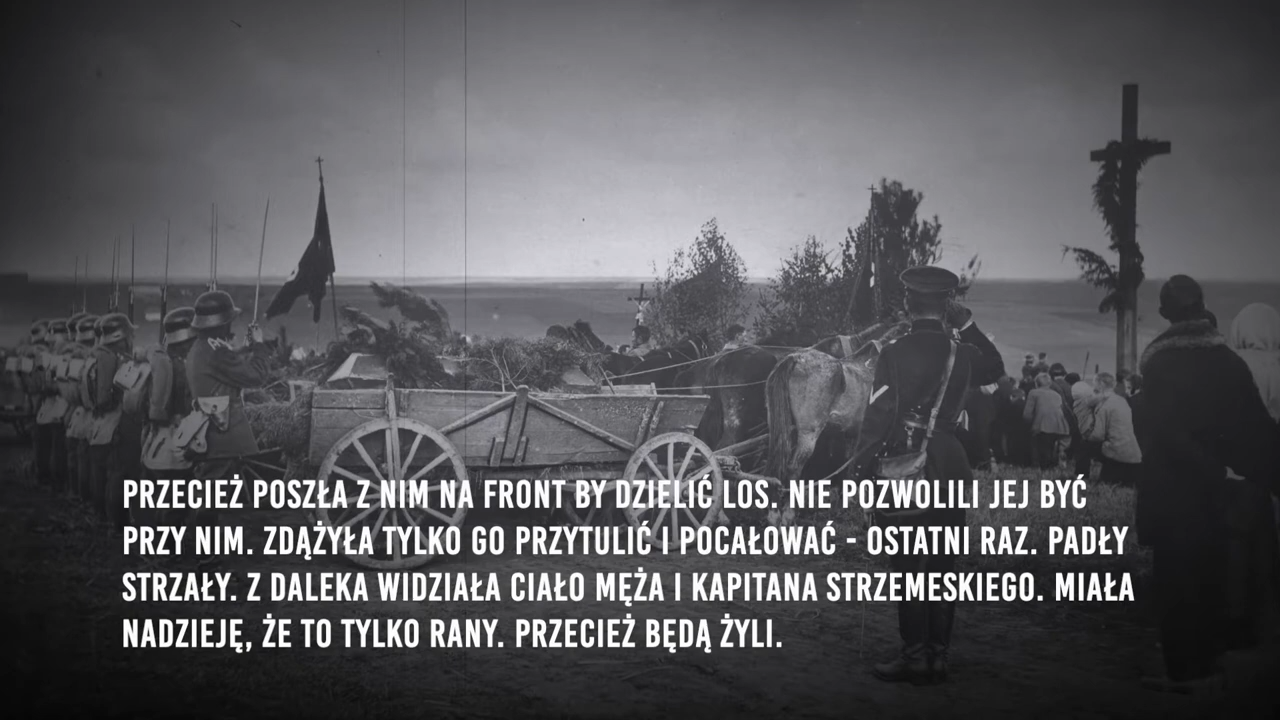 PRZECIEŻ POSZŁA Z NIM NA FRONT BY DZIELIĆ LOS. NIE POZWOLILI JEJ BYĆ
PRZY NIM. ZDĄŻYŁA TYLKO GO PRZYTULIĆ I POCAŁOWAĆ - OSTATNI RAZ. PADŁY
STRZAŁY. Z DALEKA WIDZIAŁA CIAŁO MĘŻA I KAPITANA STRZEMESKIEGO. MIAŁA
NADZIEJĘ, ŻE TO TYLKO RANY. PRZECIEŻ BĘDĄ ŻYLI.